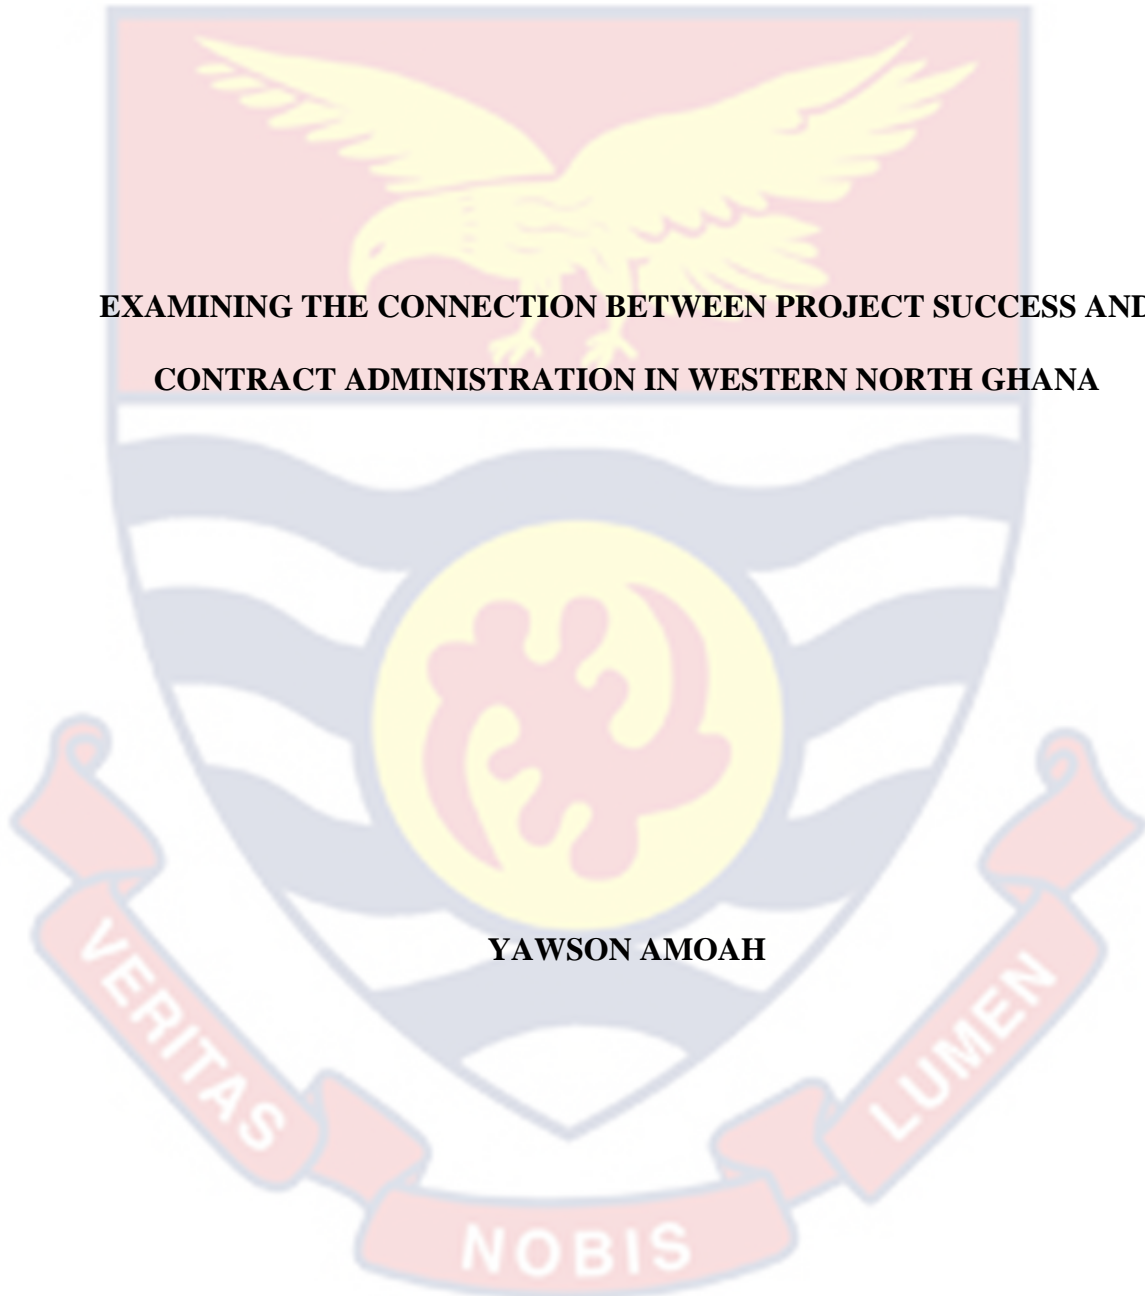 EXAMINING THE CONNECTION BETWEEN PROJECT SUCCESS AND
CONTRACT ADMINISTRATION IN WESTERN NORTH GHANA
YAWSON AMOAH
VERITAS
NOBIS
LUMEN